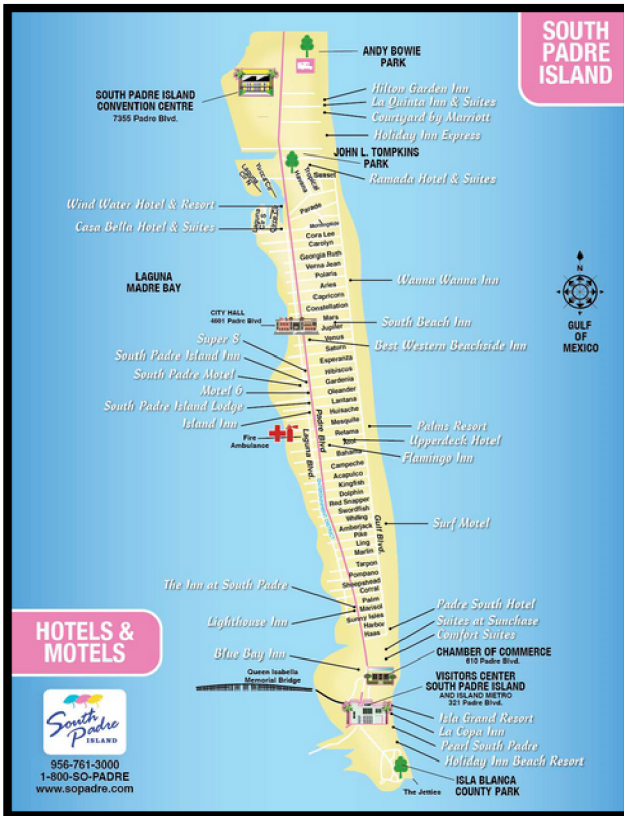 SOUTH
PADRE
ISLAND
ANDY BOWIE
PARK
SOUTH PADRE ISLAND
CONVENTION CENTRE
7355 Padre Blvd.
Hilton Garden Inn
La Quinta Inn & Suites
Courtyard by Marriott
Holiday Inn Express
JOHN L. TOMPKINS
PARK
Ramada Hotel & Suites
Laguna
Cir N
Yucca Cir
Havana
Tropical
Sunset
Parade
Wind Water Hotel & Resort
Casa Bella Hotel & Suites
Laguna
Cir S
Morningside
Cora Lee
Carolyn
Georgia Ruth
Verna Jean
Polaris
Aries
Capricorn
Constellation
Mars
Jupiter
Venus
Saturn
Esperanza
Hibiscus
Gardenia
Oleander
Lantana
Huisache
Mesquite
Retama
Azul
Bahama
Campeche
Acapulco
Kingfish
Dolphin
Red Snapper
Swordfish
Whiting
Amberjack
Pike
Ling
Marlin
Tarpon
Pompano
Sheepshead
Corral
Palm
Marisol
Sunny Isles
Harbor
Haas
LAGUNA
MADRE BAY
Wanna Wanna Inn
N
GULF
OF
MEXICO
CITY HALL
4601 Padre Blvd
South Beach Inn
Best Western Beachside Inn
Super 8
South Padre Island Inn
South Padre Motel
Motel 6
South Padre Island Lodge
Island Inn
Fire
Ambulance
Padre Blvd
Laguna Blvd.
Gulf Blvd.
Palms Resort
Upperdeck Hotel
Flamingo Inn
Surf Motel
The Inn at South Padre
Lighthouse Inn
Blue Bay Inn
Padre South Hotel
Suites at Sunchase
Comfort Suites
CHAMBER OF COMMERCE
610 Padre Blvd.
Queen Isabella
Memorial Bridge
VISITORS CENTER
SOUTH PADRE ISLAND
AND ISLAND METRO
321 Padre Blvd.
Isla Grand Resort
La Copa Inn
Pearl South Padre
Holiday Inn Beach Resort
ISLA BLANCA
COUNTY PARK
The Jetties
HOTELS &
MOTELS
South
Padre
ISLAND
956-761-3000
1-800-SO-PADRE
www.sopadre.com